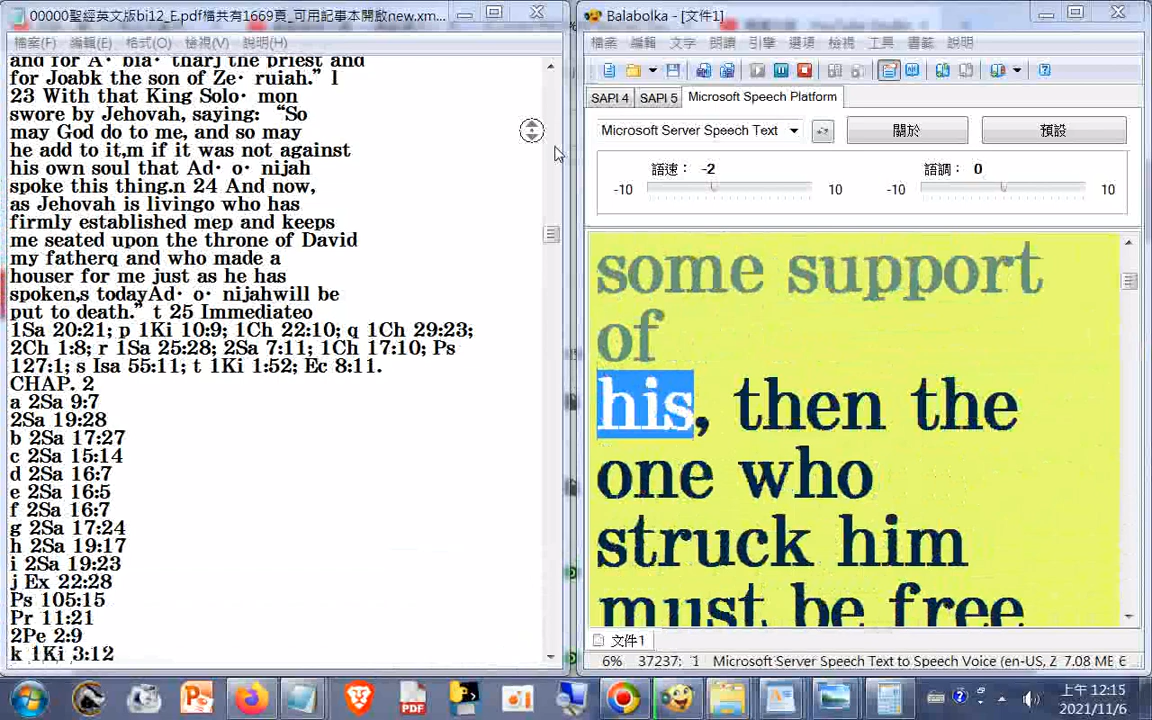 00000聖經英文版bi12_E.pdf檔共有1669頁_可用記事本開啟new.xm...
檔案(F) 編輯(E) 格式(O) 檢視(V) 說明(H)
and for A· bia· tharj the priest and
for Joabk the son of Ze· ruiah.” l
23 With that King Solo· mon
swore by Jehovah, saying: “So
may God do to me, and so may
he add to it,m if it was not against
his own soul that Ad· o· nijah
spoke this thing.n 24 And now,
as Jehovah is livingo who has
firmly established mep and keeps
me seated upon the throne of David
my fatherq and who made a
houser for me just as he has
spoken,s todayAd· o· nijahwill be
put to death.” t 25 Immediateo
1Sa 20:21; p 1Ki 10:9; 1Ch 22:10; q 1Ch 29:23;
2Ch 1:8; r 1Sa 25:28; 2Sa 7:11; 1Ch 17:10; Ps
127:1; s Isa 55:11; t 1Ki 1:52; Ec 8:11.
CHAP. 2
a 2Sa 9:7
2Sa 19:28
b 2Sa 17:27
c 2Sa 15:14
d 2Sa 16:7
e 2Sa 16:5
f 2Sa 16:7
g 2Sa 17:24
h 2Sa 19:17
i 2Sa 19:23
j Ex 22:28
Ps 105:15
Pr 11:21
2Pe 2:9
k 1Ki 3:12
Balabolka - [文件1]
檔案 編輯 文字 朗讀 引擎 選項 檢視 工具 書籤 說明
SAPI 4 SAPI 5 Microsoft Speech Platform
Microsoft Server Speech Text 關於 預設
語速: -2 語調: 0
-10 10 -10 10
some support
of
his, then the
one who
struck him
must be free
文件1
6% 37237: 1 Microsoft Server Speech Text to Speech Voice (en-US, Z 7.08 MB 6
上午 12:15
2021/11/6